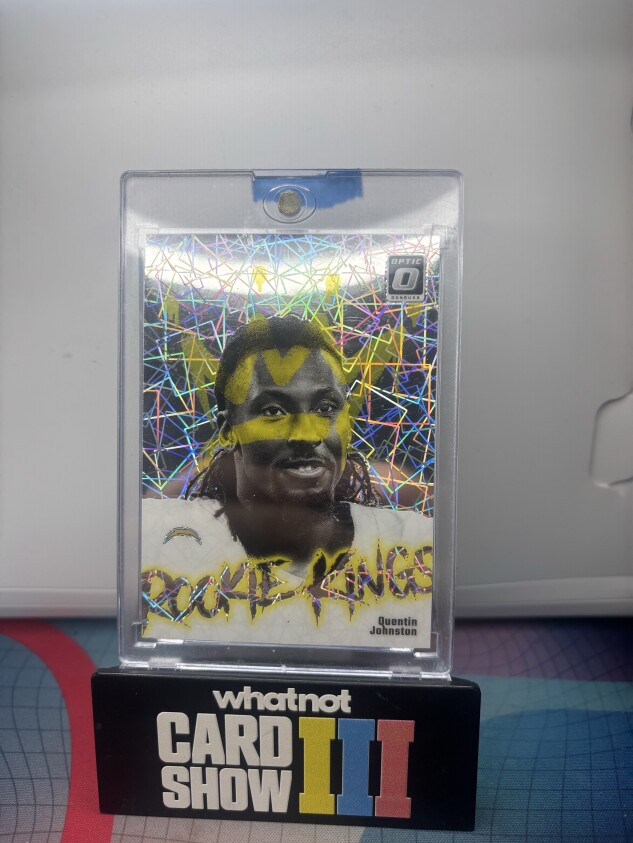 OPTIC
O
DONRUSS
ROOKIE KINGS
Quentin
Johnston
whatnot
CARD
SHOW
III